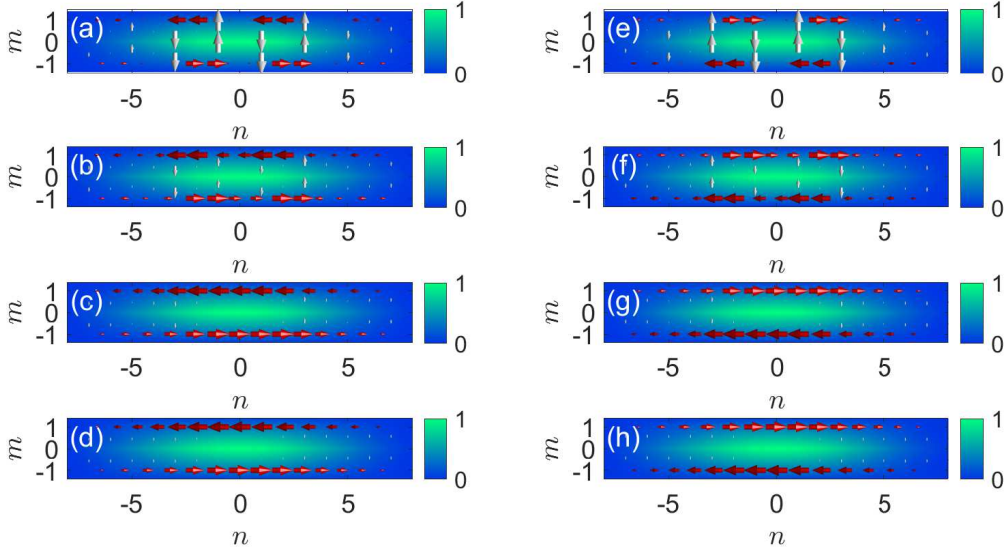 (a) m 1 0 -1 -5 0 5 n 1 0
(e) m 1 0 -1 -5 0 5 n 1 0
(b) m 1 0 -1 -5 0 5 n 1 0
(f) m 1 0 -1 -5 0 5 n 1 0
(c) m 1 0 -1 -5 0 5 n 1 0
(g) m 1 0 -1 -5 0 5 n 1 0
(d) m 1 0 -1 -5 0 5 n 1 0
(h) m 1 0 -1 -5 0 5 n 1 0